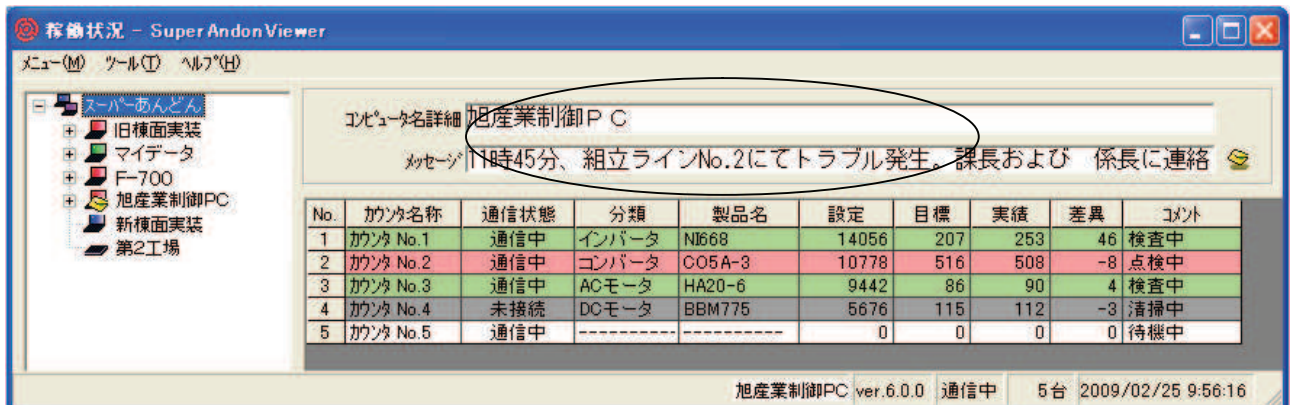 稼働状況 - SuperAndonViewer
メニュー(M) ツール(T) ヘルプ(H)
スーパーあんどん
旧棟面実装
マイデータ
F-700
旭産業制御PC
新棟面実装
第2工場
コンピュータ名詳細 旭産業制御PC
メッセージ 11時45分、組立ラインNo.2にてトラブル発生。課長および 係長に連絡
No. カウンタ名称 通信状態 分類 製品名 設定 目標 実績 差異 コメント
1 カウンタ No.1 通信中 インバータ NI668 14056 207 253 46 検査中
2 カウンタ No.2 通信中 コンバータ CO5A-3 10778 516 508 -8 点検中
3 カウンタ No.3 通信中 ACモータ HA20-6 9442 86 90 4 検査中
4 カウンタ No.4 未接続 DCモータ BBM775 5676 115 112 -3 清掃中
5 カウンタ No.5 通信中 ---------- ---------- 0 0 0 0 待機中
旭産業制御PC ver.6.0.0 通信中 5台 2009/02/25 9:56:16